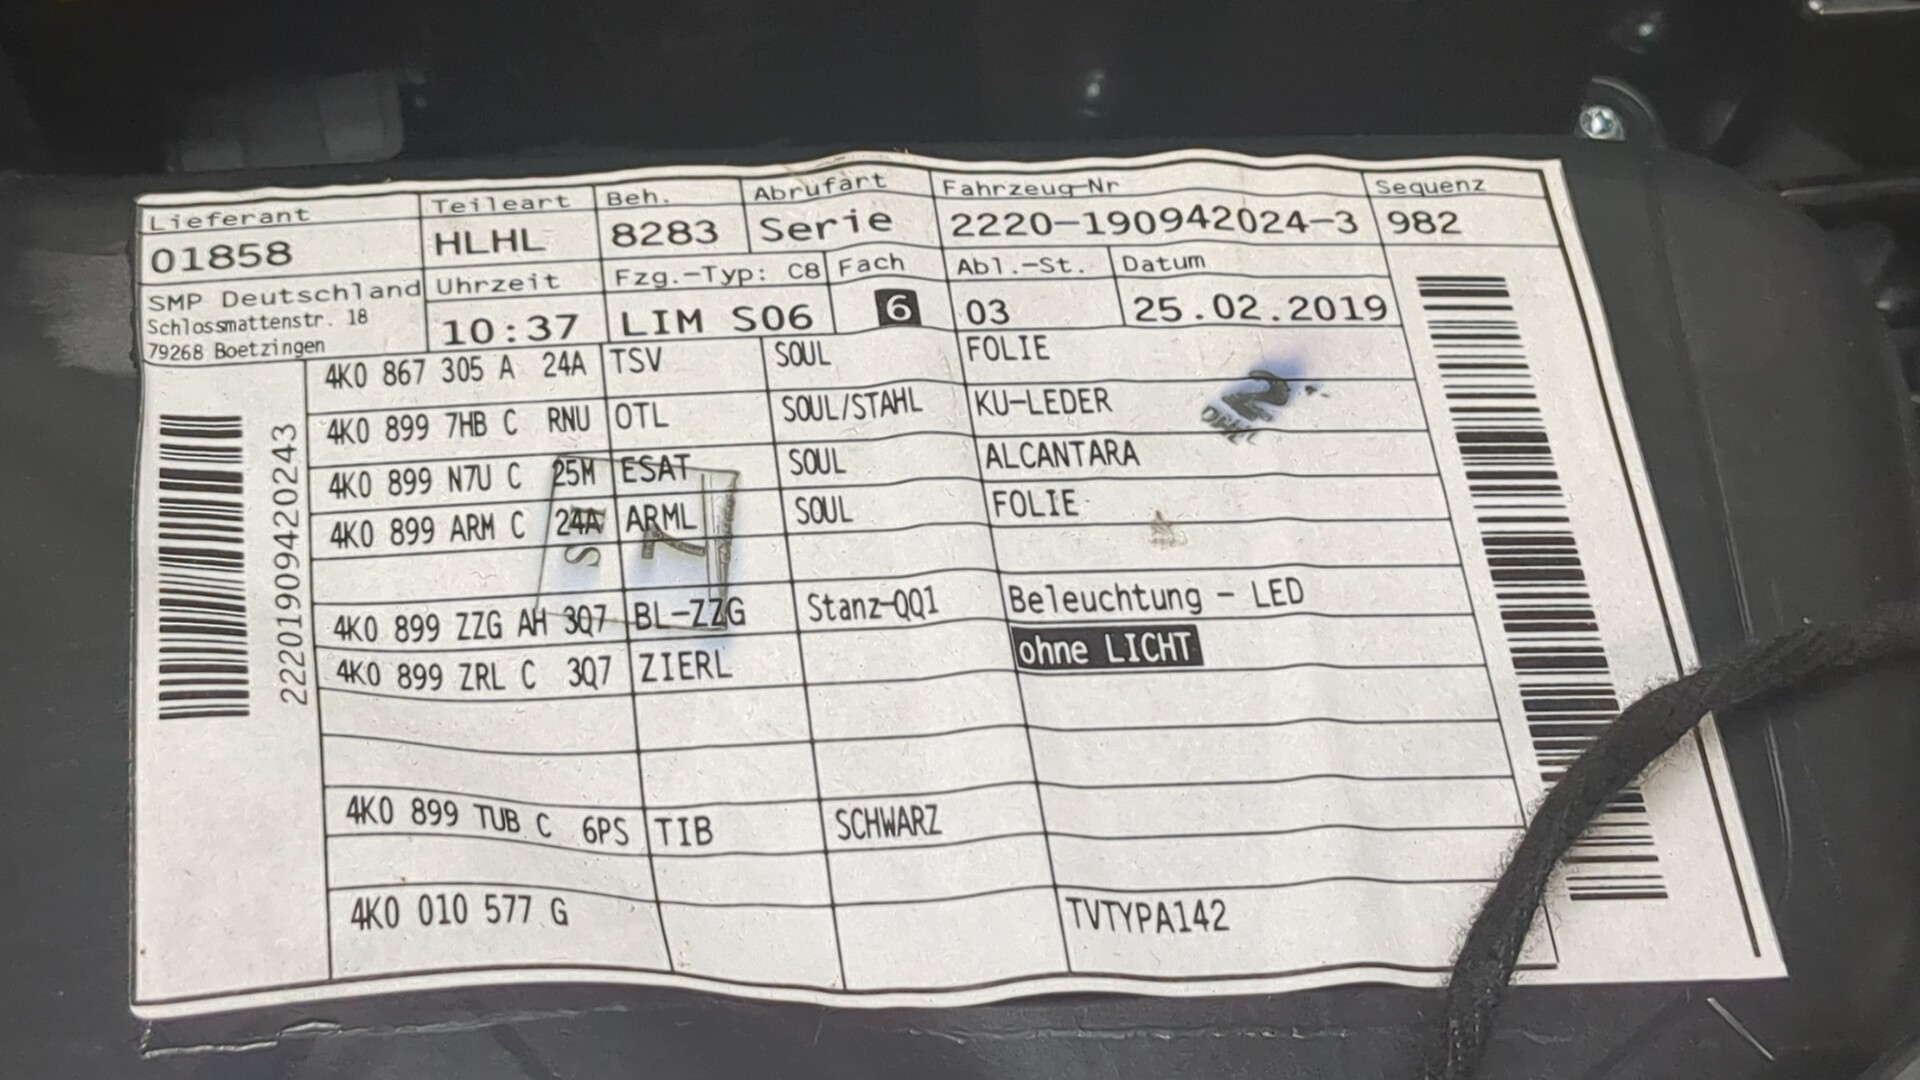 Lieferant Teileart Beh. Abrufart Fahrzeug-Nr Sequenz
01858 HLHL 8283 Serie 2220-190942024-3 982
SMP Deutschland Uhrzeit Fzg.-Typ: C8 Fach Abl.-St. Datum
Schlossmattenstr. 18
79268 Boetzingen 10:37 LIM S06 6 03 25.02.2019
4K0 867 305 A 24A TSV SOUL FOLIE
4K0 899 7HB C RNU OTL SOUL/STAHL KU-LEDER
2
4K0 899 N7U C 25M ESAT SOUL ALCANTARA
4K0 899 ARM C 24A ARML SOUL FOLIE
4K0 899 ZZG AH 3Q7 BL-ZZG Stanz-QQ1 Beleuchtung - LED
4K0 899 ZRL C 3Q7 ZIERL ohne LICHT
4K0 899 TUB C 6PS TIB SCHWARZ
4K0 010 577 G TVTYPA142
2220190942024​3